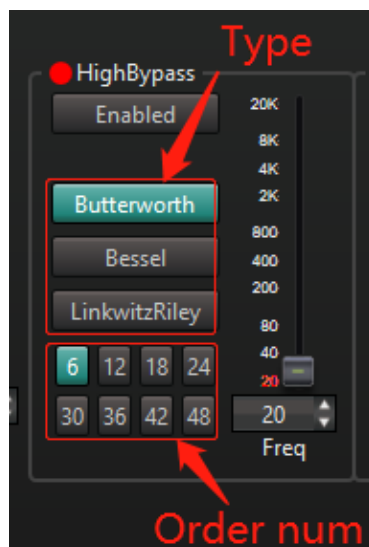 Type
HighBypass
Enabled
20K
8K
4K
Butterworth
2K
800
Bessel
400
200
LinkwitzRiley
80
6 12 18 24
40
20
30 36 42 48
20
Freq
Order num